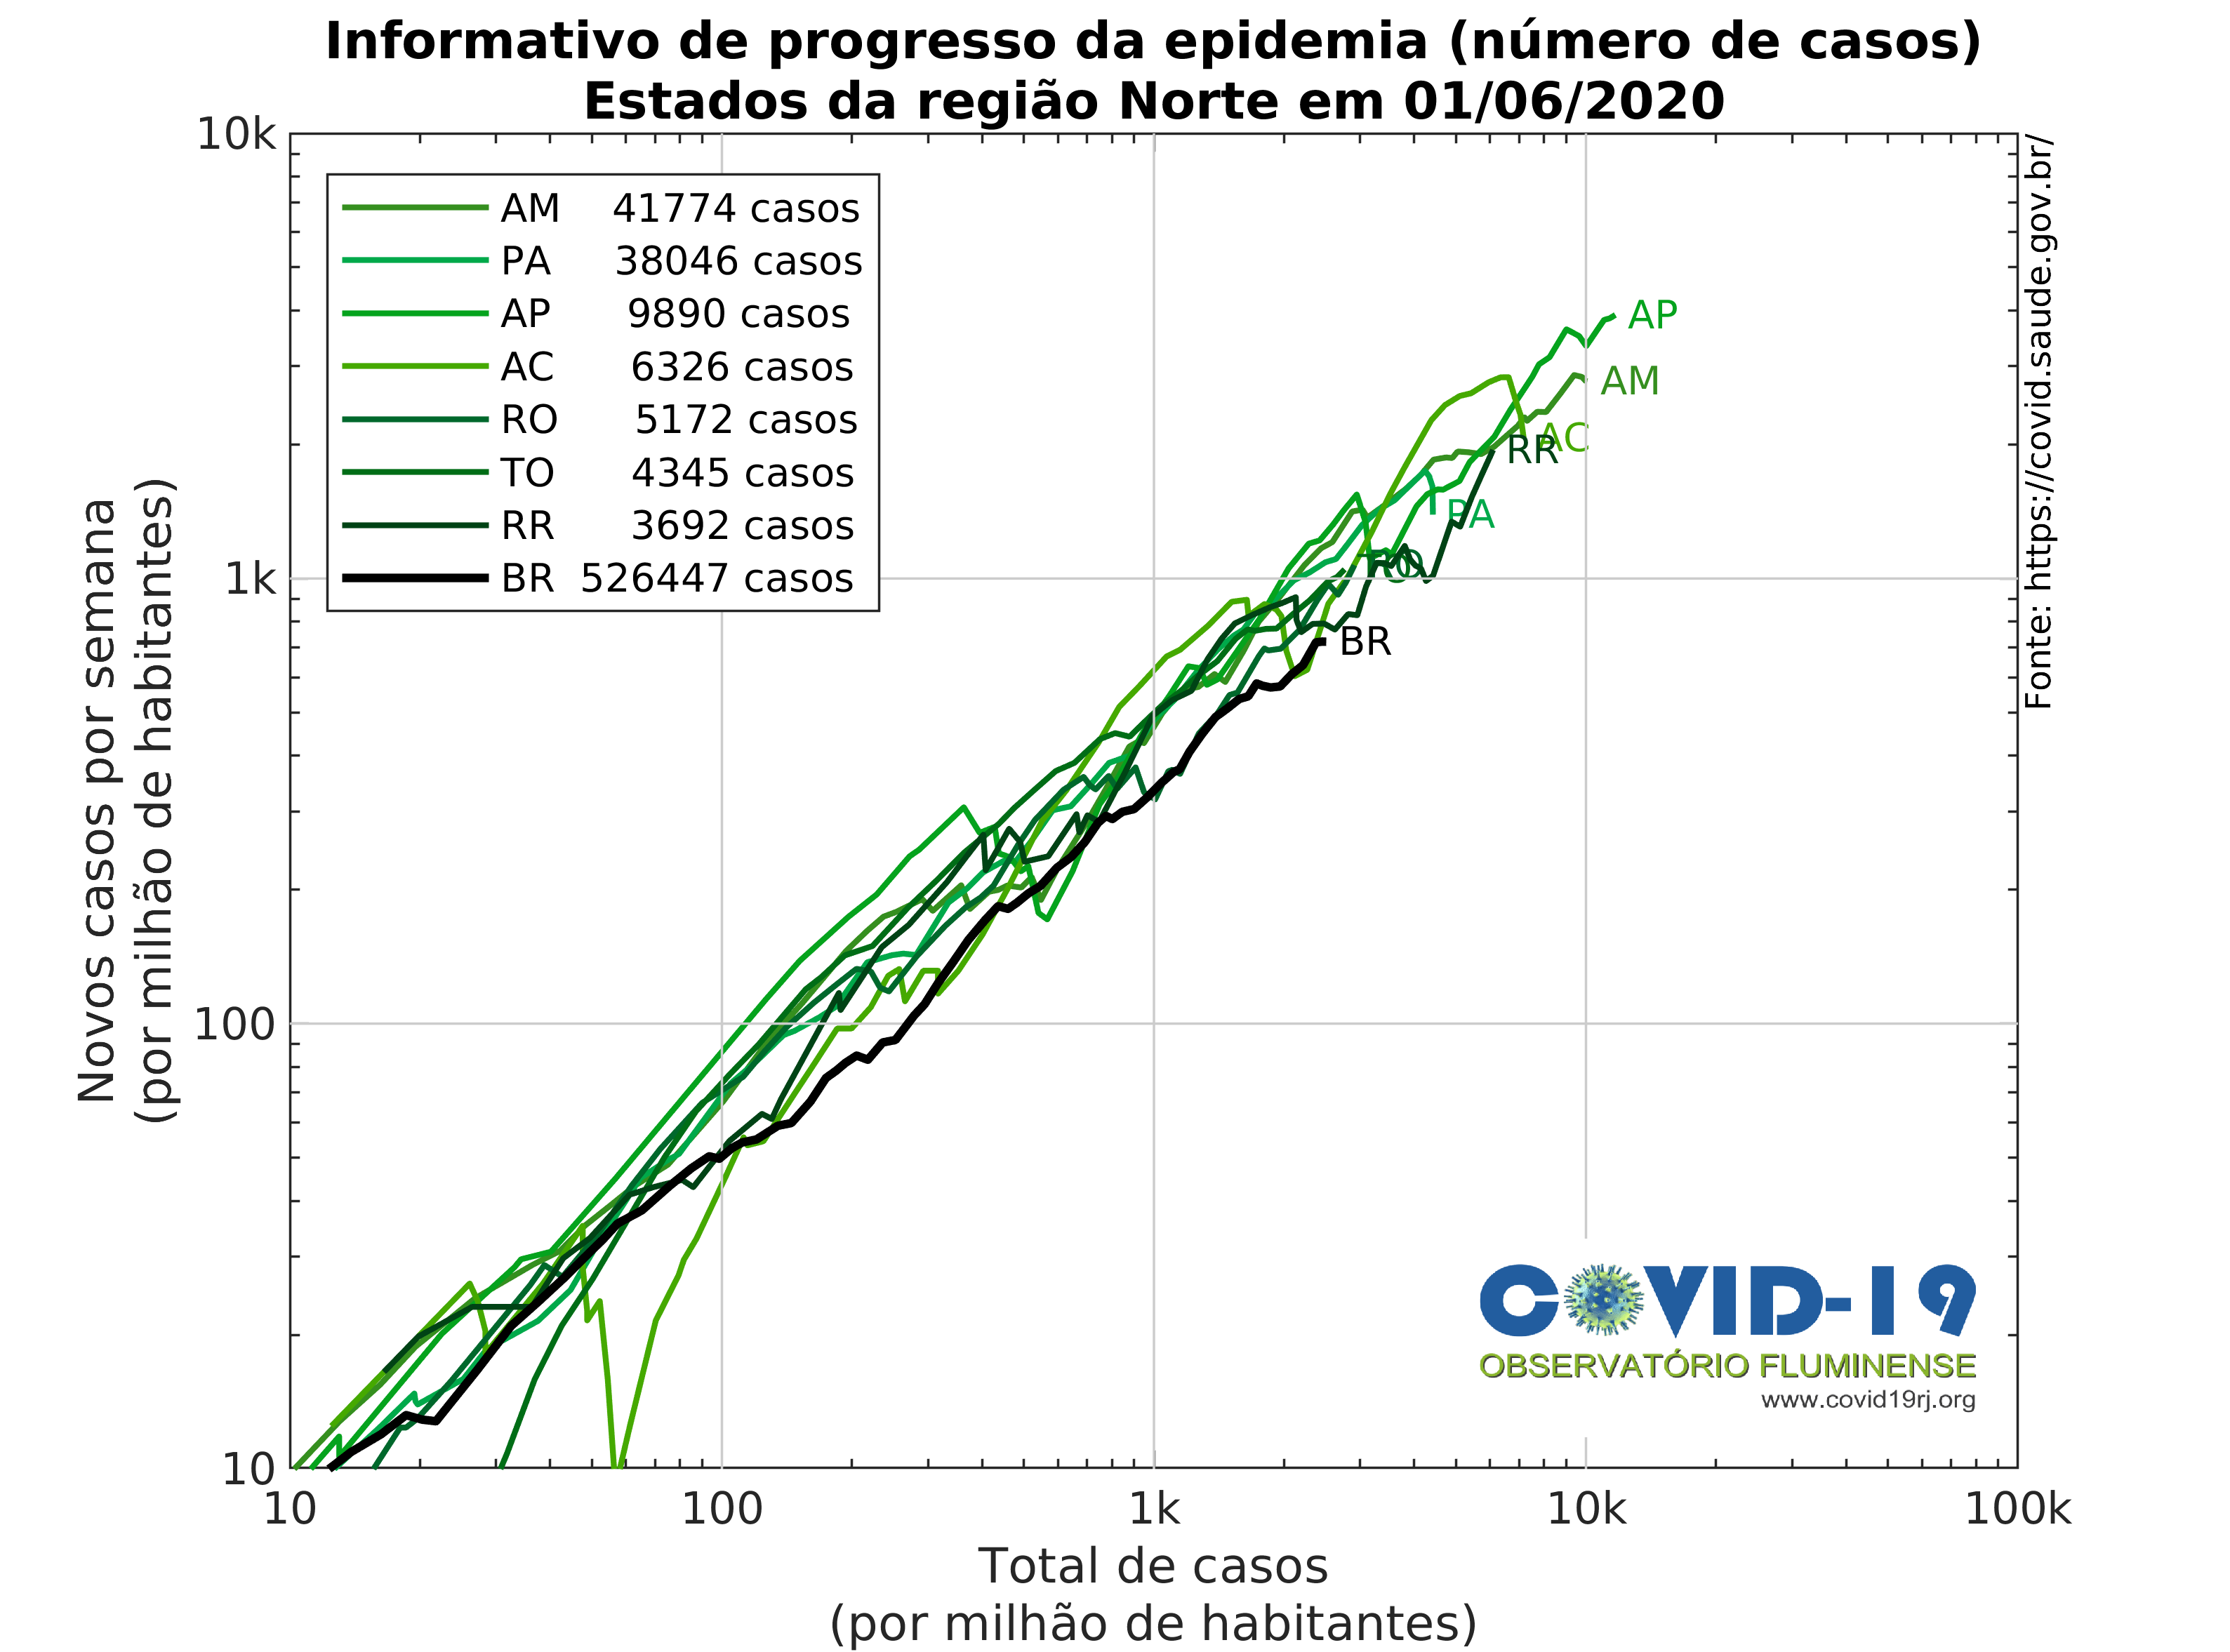 Informativo de progresso da epidemia (número de casos)
Estados da região Norte em 01/06/2020
10k
1k
100
10
Novos casos por semana
(por milhão de habitantes)
AM 41774 casos
PA 38046 casos
AP 9890 casos
AC 6326 casos
RO 5172 casos
TO 4345 casos
RR 3692 casos
BR 526447 casos
AP
AM
AC
RR
PA
TO
BR
Fonte: https://covid.saude.gov.br/
COVID-19
OBSERVATÓRIO FLUMINENSE
www.covid19rj.org
10
100
1k
10k
100k
Total de casos
(por milhão de habitantes)